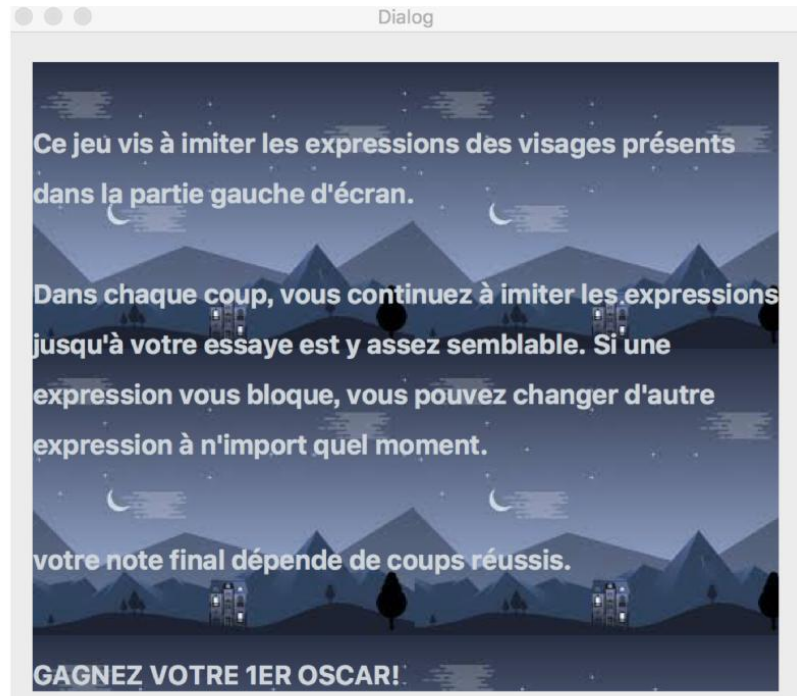 Dialog
Ce jeu vis à imiter les expressions des visages présents
dans la partie gauche d'écran.
Dans chaque coup, vous continuez à imiter les expressions
jusqu'à votre essaye est y assez semblable. Si une
expression vous bloque, vous pouvez changer d'autre
expression à n'import quel moment.
votre note final dépende de coups réussis.
GAGNEZ VOTRE 1ER OSCAR!